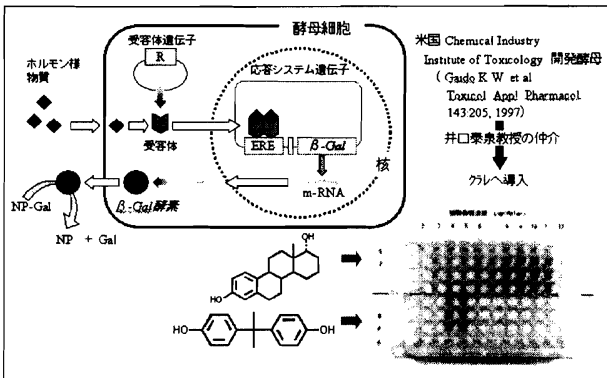 酵母細胞
受容体遺伝子
R
ホルモン様
物質
応答システム遺伝子
受容体
ERE
β-Gal
核
m-RNA
β-Gal酵素
NP-Gal
NP + Gal
米国 Chemical Industry
Institute of Toxicology 開発酵母
( Gaido K W et al
Toxicol Appl Pharmacol
143:205, 1997)
井口泰泉教授の仲介
クラレへ導入
OH
HO
HO
OH